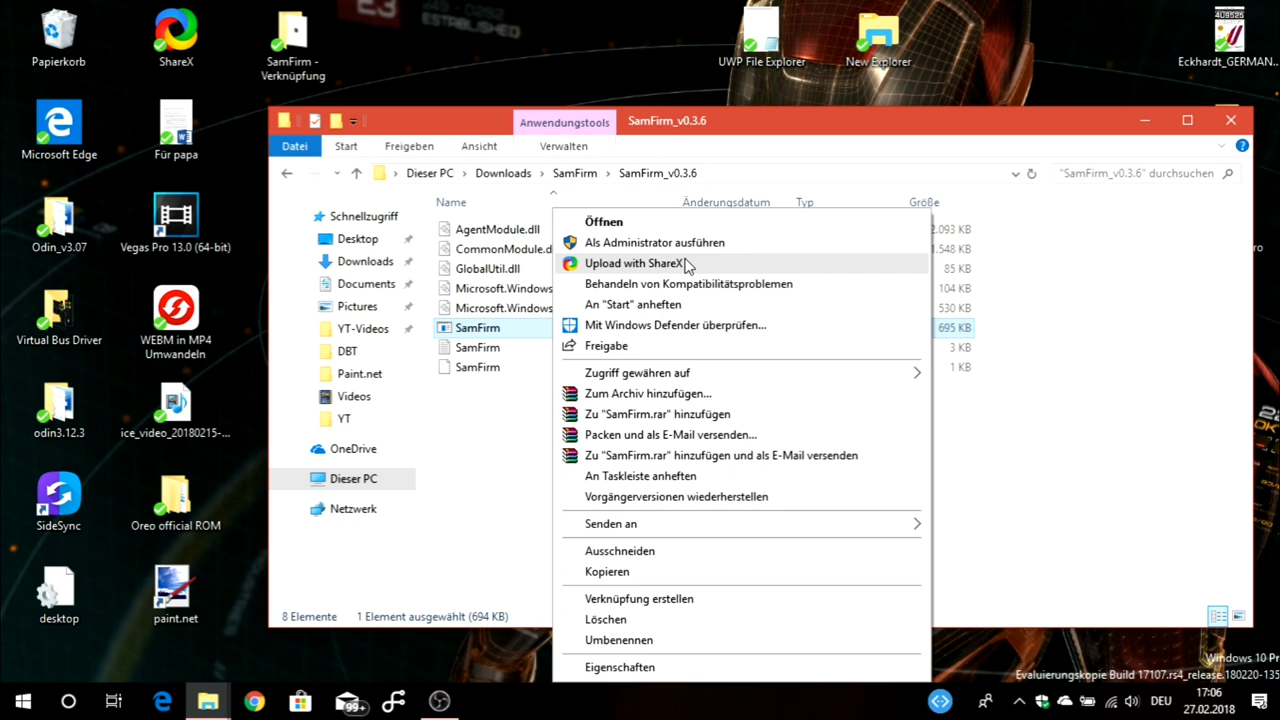 E3
ESTABLISHED
Papierkorb
ShareX
SamFirm -
Verknüpfung
UWP File Explorer
New Explorer
Eckhardt_GERMAN...
Microsoft Edge
Für papa
Odin_v3.07
Vegas Pro 13.0 (64-bit)
Virtual Bus Driver
WEBM in MP4
Umwandeln
odin3.12.3
ice_video_20180215-...
SideSync
Oreo official ROM
desktop
paint.net
Anwendungstools
SamFirm_v0.3.6
Datei
Start
Freigeben
Ansicht
Verwalten
Dieser PC
Downloads
SamFirm
SamFirm_v0.3.6
"SamFirm_v0.3.6" durchsuchen
Name
Änderungsdatum
Typ
Größe
Schnellzugriff
Desktop
Downloads
Documents
Pictures
YT-Videos
DBT
Paint.net
Videos
YT
OneDrive
Dieser PC
Netzwerk
AgentModule.dll
2.093 KB
CommonModule.d
1.548 KB
GlobalUtil.dll
85 KB
Microsoft.Windows
104 KB
Microsoft.Windows
530 KB
SamFirm
695 KB
SamFirm
3 KB
SamFirm
1 KB
Öffnen
Als Administrator ausführen
Upload with ShareX
Behandeln von Kompatibilitätsproblemen
An "Start" anheften
Mit Windows Defender überprüfen...
Freigabe
Zugriff gewähren auf
Zum Archiv hinzufügen...
Zu "SamFirm.rar" hinzufügen
Packen und als E-Mail versenden...
Zu "SamFirm.rar" hinzufügen und als E-Mail versenden
An Taskleiste anheften
Vorgängerversionen wiederherstellen
Senden an
Ausschneiden
Kopieren
Verknüpfung erstellen
Löschen
Umbenennen
Eigenschaften
8 Elemente
1 Element ausgewählt (694 KB)
Windows 10 Pr
Evaluierungskopie Build 17107.rs4_release.180220-135
99+
DEU
17:06
27.02.2018